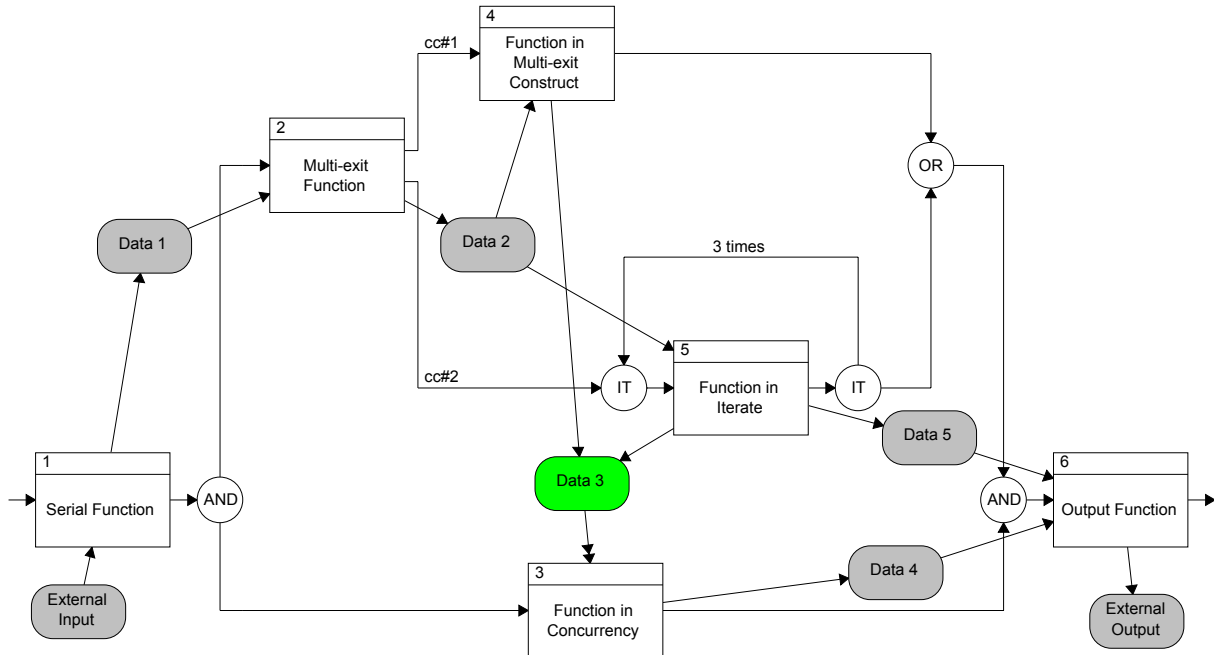 4
Function in
Multi-exit
Construct
cc#1
2
Multi-exit
Function
OR
Data 1
Data 2
3 times
5
Function in
Iterate
cc#2
IT
IT
Data 5
1
Serial Function
AND
Data 3
AND
6
Output Function
External
Input
3
Function in
Concurrency
Data 4
External
Output